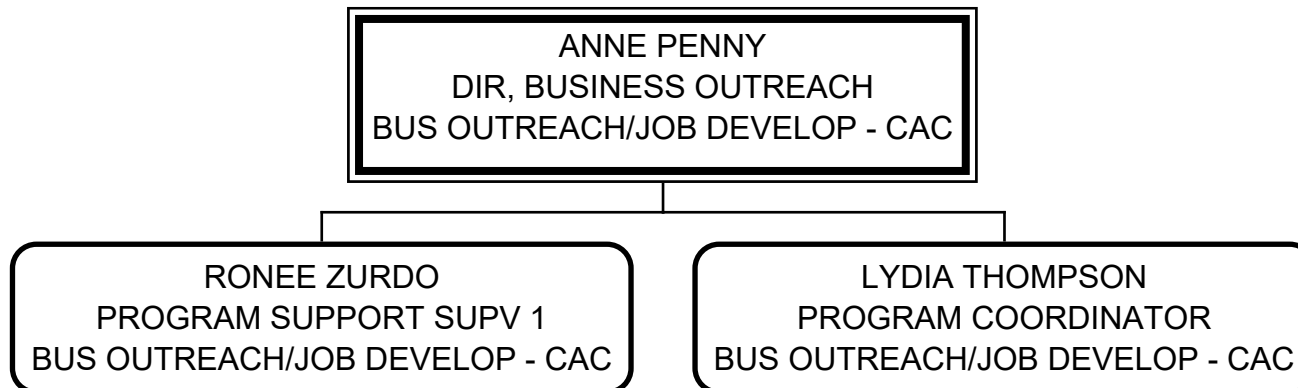 ANNE PENNY
DIR, BUSINESS OUTREACH
BUS OUTREACH/JOB DEVELOP - CAC
RONEE ZURDO
PROGRAM SUPPORT SUPV 1
BUS OUTREACH/JOB DEVELOP - CAC
LYDIA THOMPSON
PROGRAM COORDINATOR
BUS OUTREACH/JOB DEVELOP - CAC